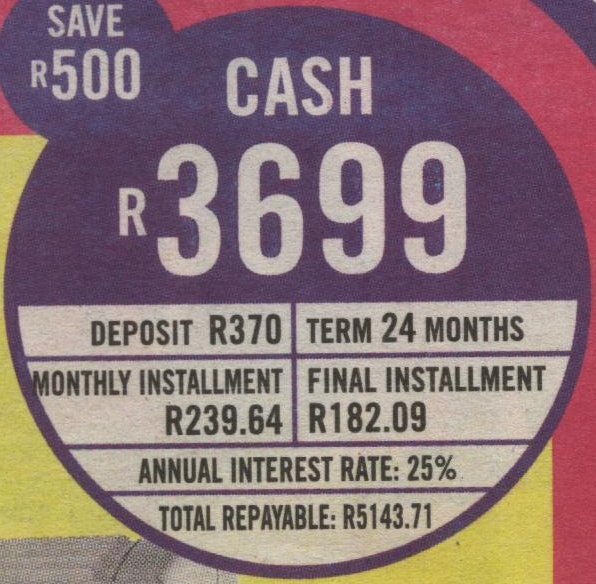 SAVE
R500
CASH
R3699
DEPOSIT R370
TERM 24 MONTHS
MONTHLY INSTALLMENT
R239.64
FINAL INSTALLMENT
R182.09
ANNUAL INTEREST RATE: 25%
TOTAL REPAYABLE: R5143.71